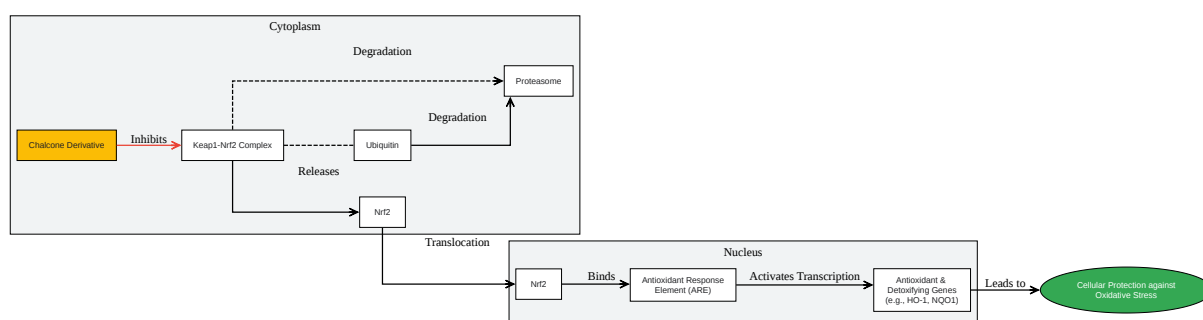 Cytoplasm
Degradation
Proteasome
Degradation
Chalcone Derivative
Inhibits
Keap1-Nrf2 Complex
Ubiquitin
Releases
Nrf2
Translocation
Nucleus
Nrf2
Binds
Antioxidant Response
Element (ARE)
Activates Transcription
Antioxidant &
Detoxifying Genes
(e.g., HO-1, NQO1)
Leads to
Cellular Protection against
Oxidative Stress